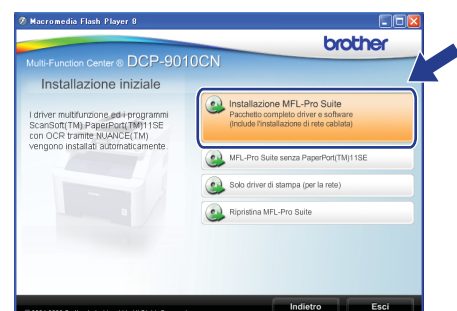 Macromedia Flash Player 8
brother
Multi-Function Center ® DCP-9010CN
Installazione iniziale
I driver multifunzione ed i programmi
ScanSoft(TM) PaperPort(TM)11SE
con OCR tramite NUANCE(TM)
vengono installati automaticamente.
Installazione MFL-Pro Suite
Pacchetto completo driver e software
(Include l'installazione di rete cablata)
MFL-Pro Suite senza PaperPort(TM)11SE
Solo driver di stampa (per la rete)
Ripristina MFL-Pro Suite
Indietro
Esci